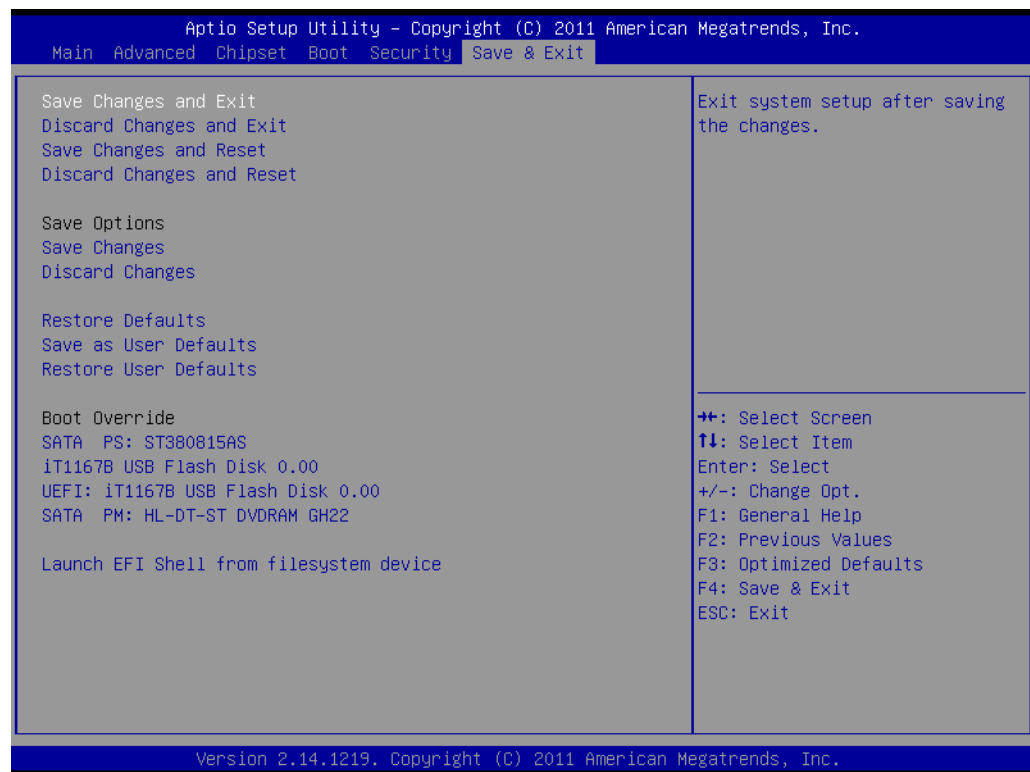 Aptio Setup Utility – Copyright (C) 2011 American Megatrends, Inc.
Main Advanced Chipset Boot Security Save & Exit
Save Changes and Exit
Discard Changes and Exit
Save Changes and Reset
Discard Changes and Reset
Save Options
Save Changes
Discard Changes
Restore Defaults
Save as User Defaults
Restore User Defaults
Boot Override
SATA PS: ST380815AS
iT1167B USB Flash Disk 0.00
UEFI: iT1167B USB Flash Disk 0.00
SATA PM: HL-DT-ST DVDRAM GH22
Launch EFI Shell from filesystem device
Exit system setup after saving
the changes.
→←: Select Screen
↑↓: Select Item
Enter: Select
+/-: Change Opt.
F1: General Help
F2: Previous Values
F3: Optimized Defaults
F4: Save & Exit
ESC: Exit
Version 2.14.1219. Copyright (C) 2011 American Megatrends, Inc.